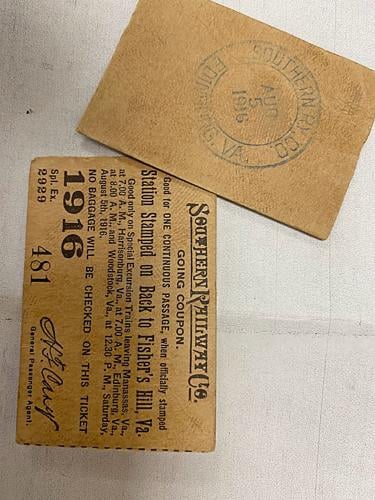 SOUTHERN RY. CO.
AUG
5
1916
EDINBURG, VA.
SOUTHERN RAILWAY CO.
GOING COUPON.
Good for ONE CONTINUOUS PASSAGE, when officially stamped
Station Stamped on Back to Fisher's Hill, Va.
Good only on Special Excursion Trains leaving Manassas, Va.,
at 7.00 A. M., Harrisonburg, Va., at 7.00 A. M., Edinburg, Va.,
at 8.00 A. M. and Woodstock, Va., at 12.30 P. M., Saturday,
August 5th, 1916.
NO BAGGAGE WILL BE CHECKED ON THIS TICKET
1916
Spl. Ex.
2929
481
General Passenger Agent.